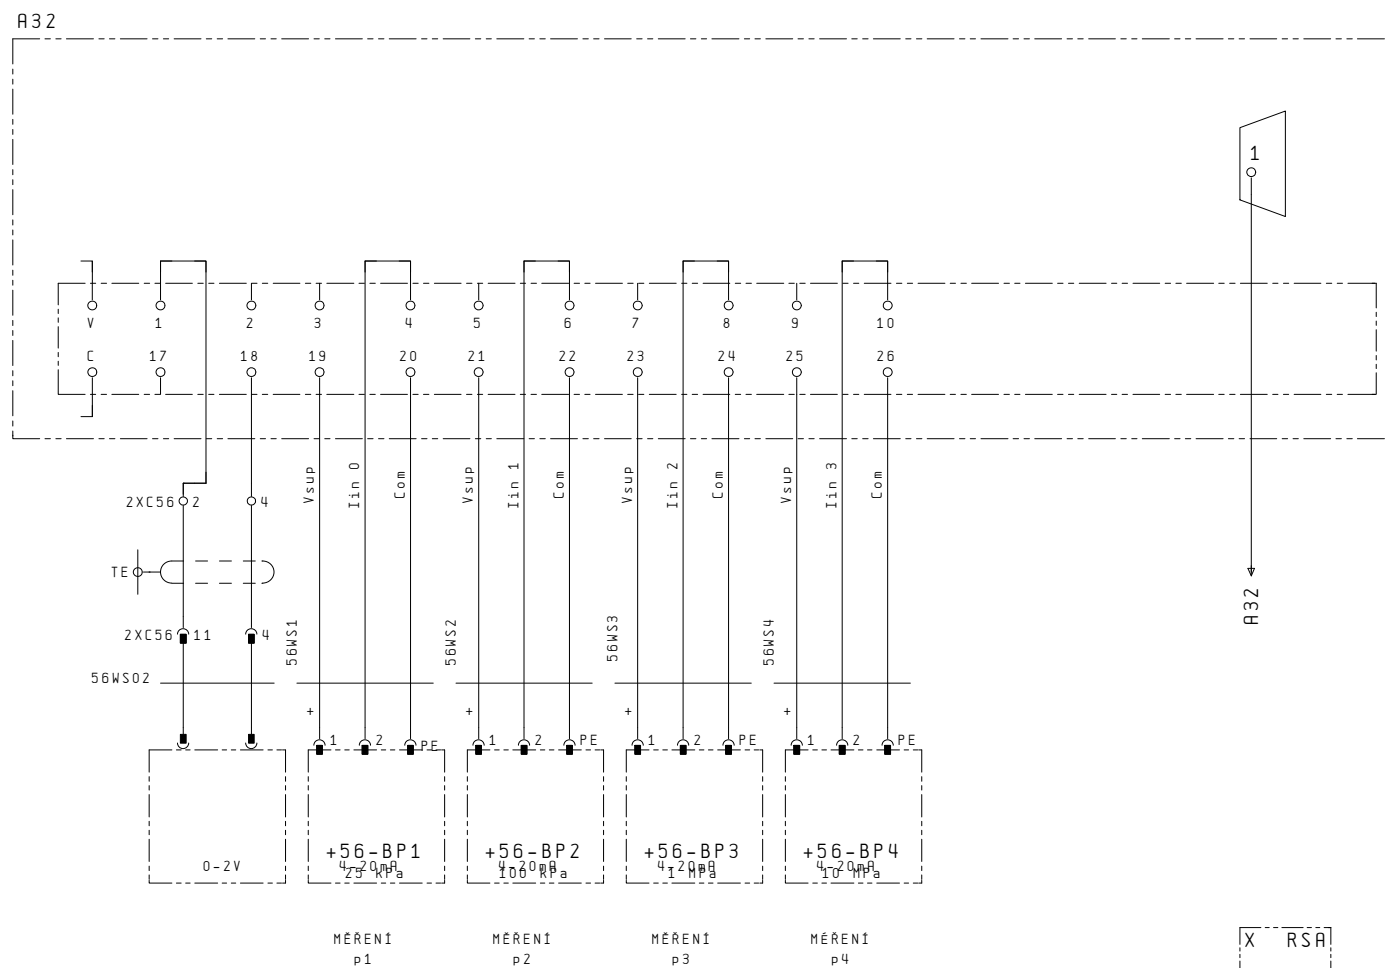 A32
1
V 1 2 3 4 5 6 7 8 9 10
C 17 18 19 20 21 22 23 24 25 26
Vsup Iin 0 Com Vsup Iin 1 Com Vsup Iin 2 Com Vsup Iin 3 Com
2XC56 2 4
TE
A32
2XC56 11 4
56WS1 56WS2 56WS3 56WS4
56WS02
+ + + +
1 2 PE 1 2 PE 1 2 PE 1 2 PE
+56-BP1 +56-BP2 +56-BP3 +56-BP4
0-2V 4-20mA 4-20mA 4-20mA 4-20mA
25 kPa 100 kPa 1 MPa 10 MPa
MĚŘENÍ MĚŘENÍ MĚŘENÍ MĚŘENÍ
p1 p2 p3 p4
X RSA